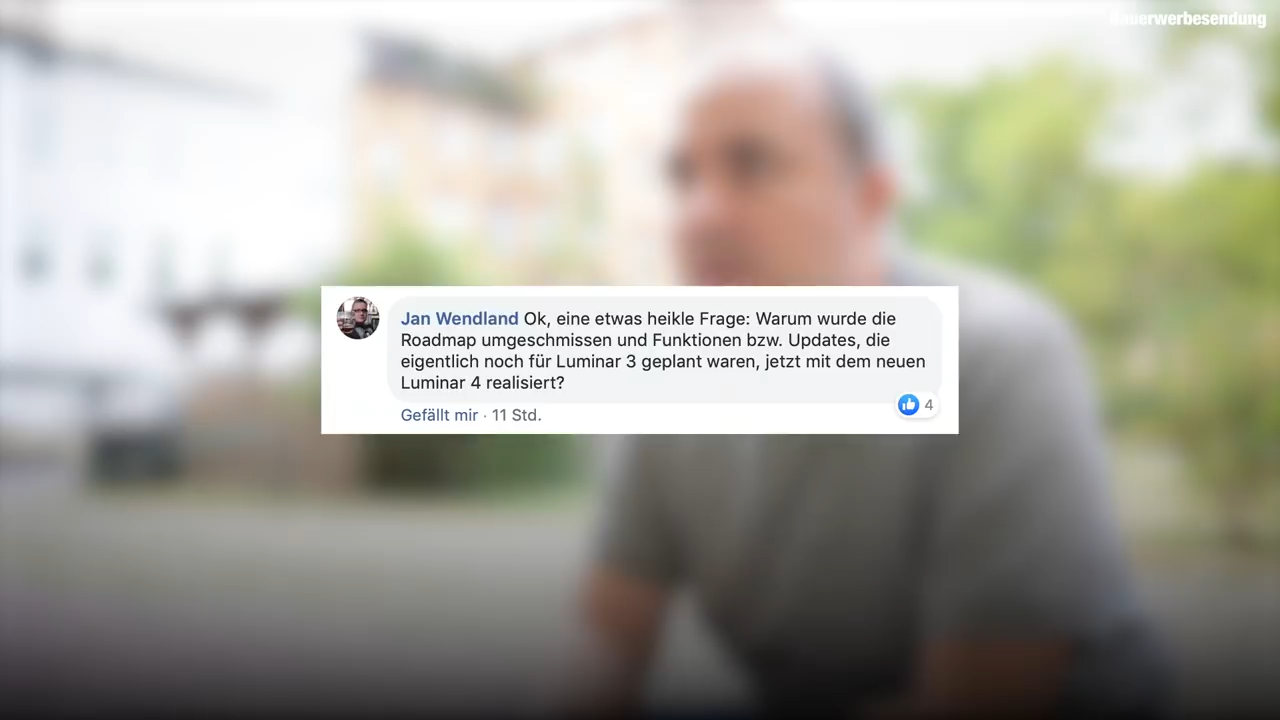 Dauerwerbesendung
Jan Wendland Ok, eine etwas heikle Frage: Warum wurde die
Roadmap umgeschmissen und Funktionen bzw. Updates, die
eigentlich noch für Luminar 3 geplant waren, jetzt mit dem neuen
Luminar 4 realisiert?
Gefällt mir · 11 Std.
4